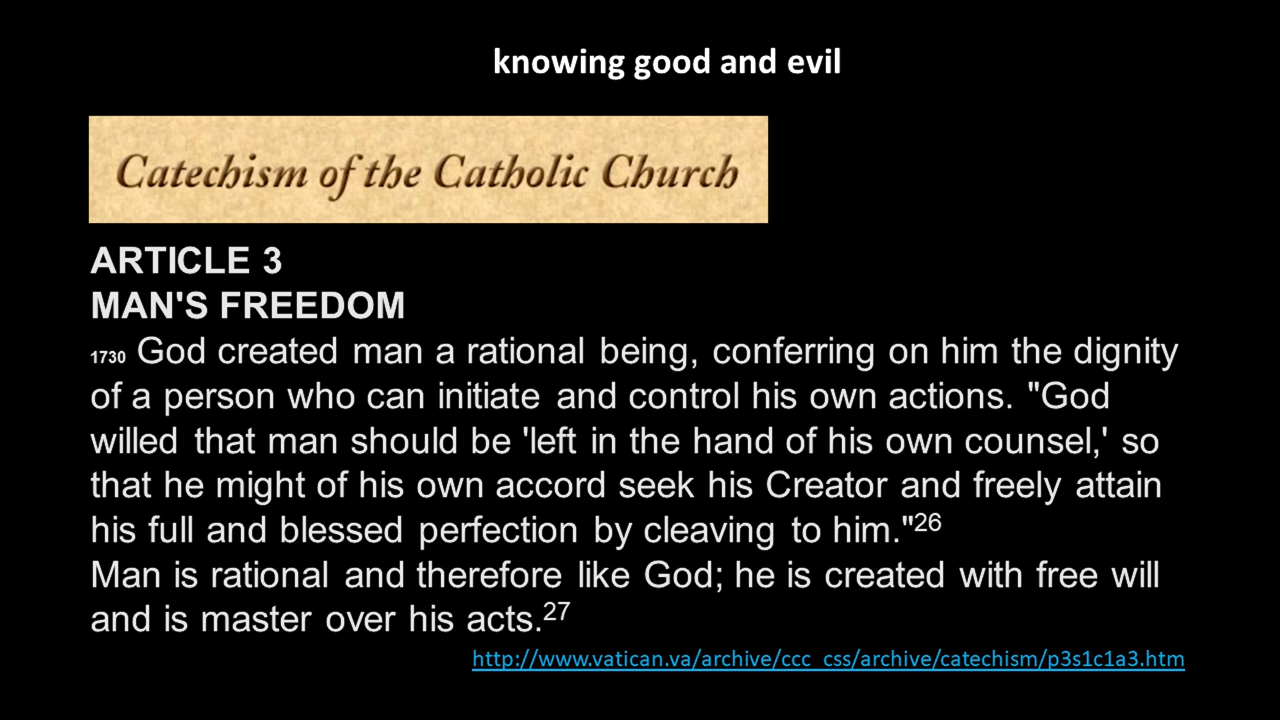 knowing good and evil
Catechism of the Catholic Church
ARTICLE 3
MAN'S FREEDOM
1730 God created man a rational being, conferring on him the dignity
of a person who can initiate and control his own actions. "God
willed that man should be 'left in the hand of his own counsel,' so
that he might of his own accord seek his Creator and freely attain
his full and blessed perfection by cleaving to him."26
Man is rational and therefore like God; he is created with free will
and is master over his acts.27
http://www.vatican.va/archive/ccc_css/archive/catechism/p3s1c1a3.htm